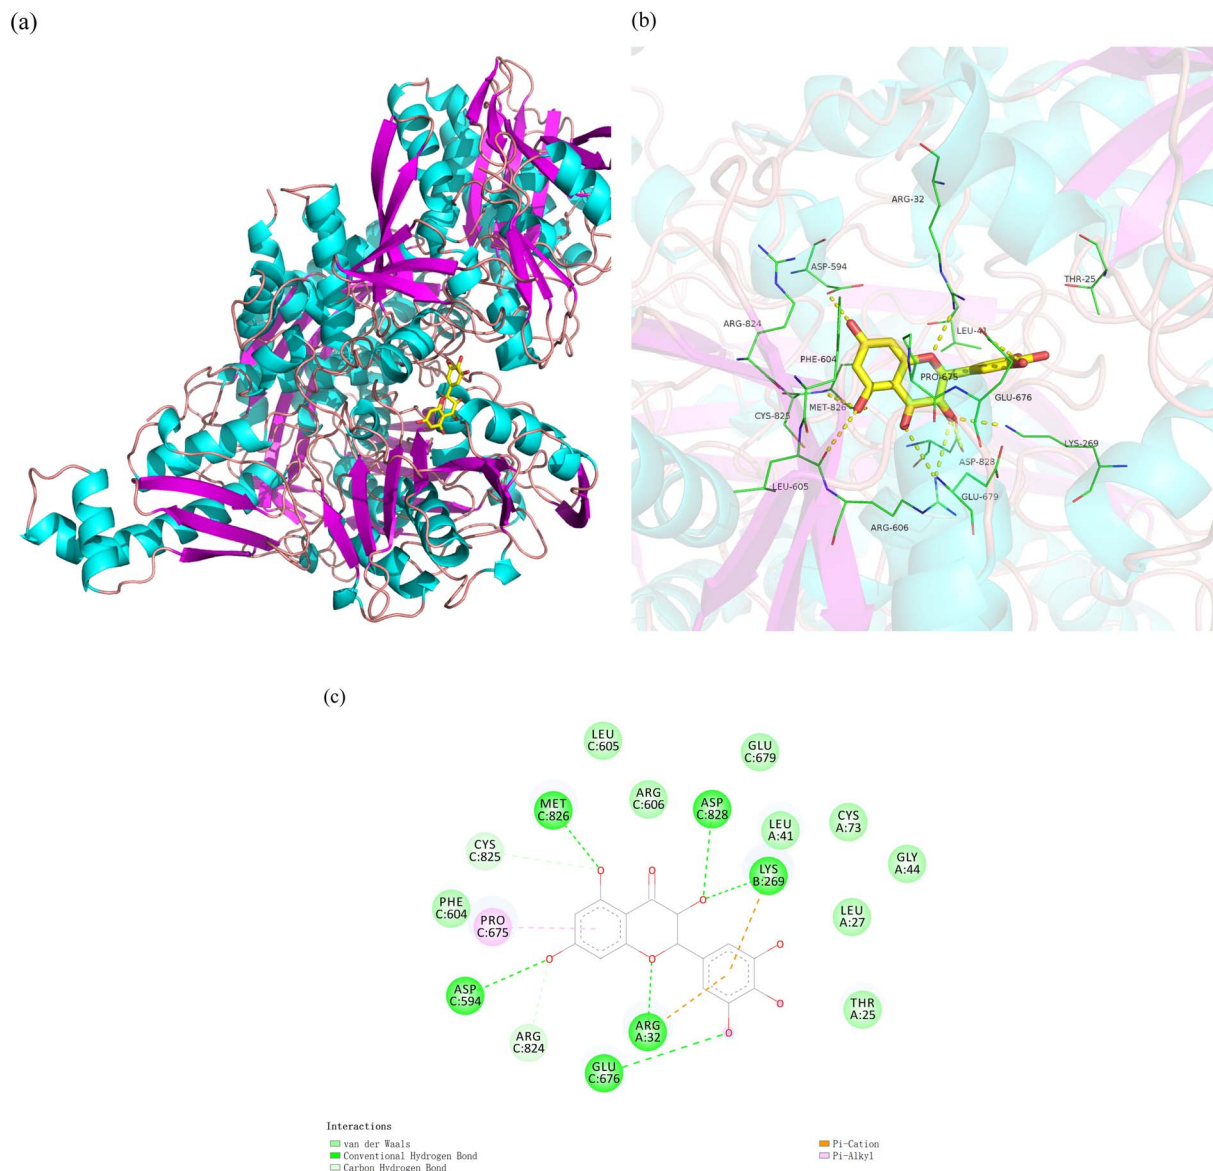 (a)
(b)
ARG-32
ASP-594
THR-25
ARG-824
LEU-41
PHE-604
PRO-675
GLU-676
CYS-825
MET-826
LYS-269
ASP-828
LEU-605
GLU-679
ARG-606
(c)
LEU
C:605
GLU
C:679
MET
C:826
ARG
C:606
ASP
C:828
LEU
A:41
CYS
A:73
CYS
C:825
LYS
B:269
GLY
A:44
PHE
C:604
PRO
C:675
LEU
A:27
ASP
C:594
ARG
C:824
ARG
A:32
THR
A:25
GLU
C:676
O
O
O
O
O
O
O
O
Interactions
van der Waals
Conventional Hydrogen Bond
Carbon Hydrogen Bond
Pi-Cation
Pi-Alkyl